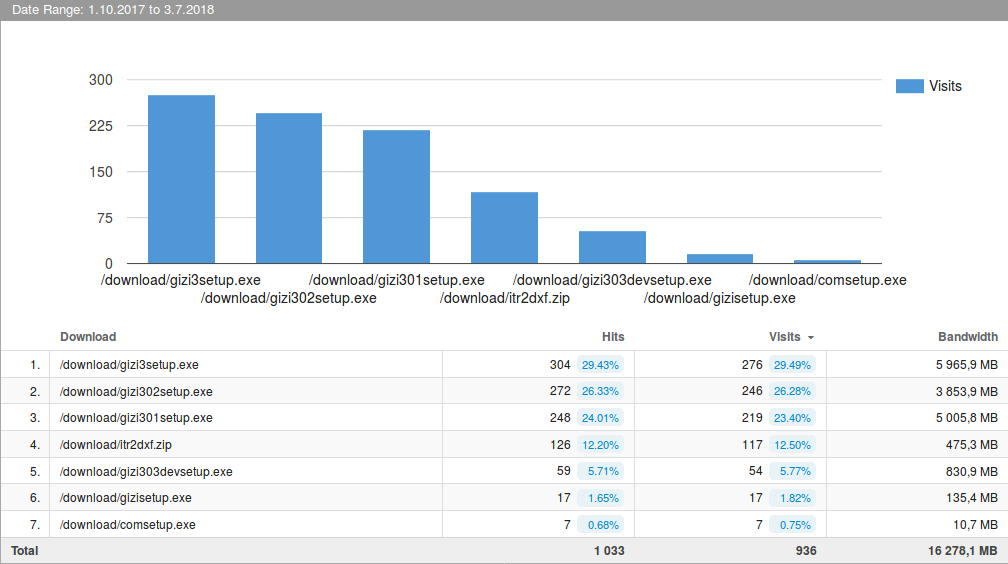 Date Range: 1.10.2017 to 3.7.2018
300
Visits
225
150
75
0
/download/gizi3setup.exe /download/gizi301setup.exe /download/gizi303devsetup.exe /download/comsetup.exe
/download/gizi302setup.exe /download/itr2dxf.zip /download/gizisetup.exe
Download Hits Visits Bandwidth
1. /download/gizi3setup.exe 304 29.43% 276 29.49% 5 965,9 MB
2. /download/gizi302setup.exe 272 26.33% 246 26.28% 3 853,9 MB
3. /download/gizi301setup.exe 248 24.01% 219 23.40% 5 005,8 MB
4. /download/itr2dxf.zip 126 12.20% 117 12.50% 475,3 MB
5. /download/gizi303devsetup.exe 59 5.71% 54 5.77% 830,9 MB
6. /download/gizisetup.exe 17 1.65% 17 1.82% 135,4 MB
7. /download/comsetup.exe 7 0.68% 7 0.75% 10,7 MB
Total 1 033 936 16 278,1 MB